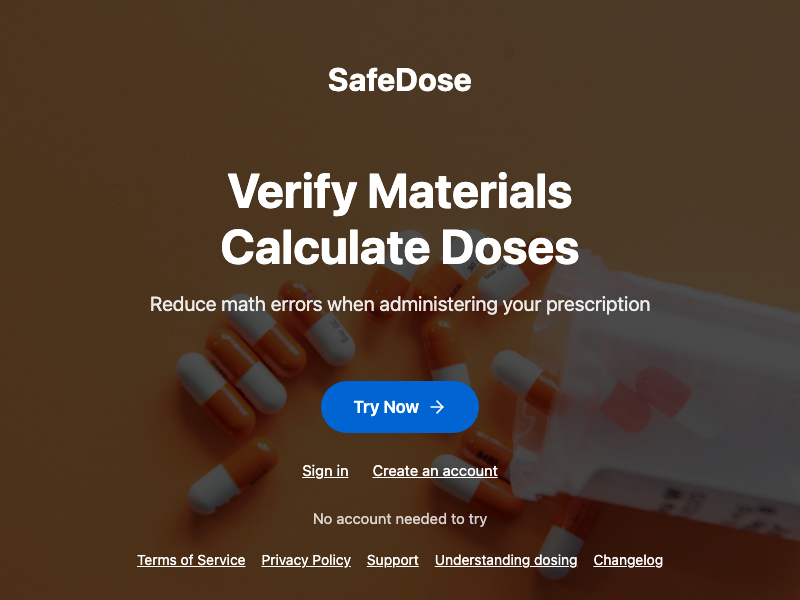 SafeDose
Verify Materials
Calculate Doses
Reduce math errors when administering your prescription
Try Now →
Sign in Create an account
No account needed to try
Terms of Service Privacy Policy Support Understanding dosing Changelog